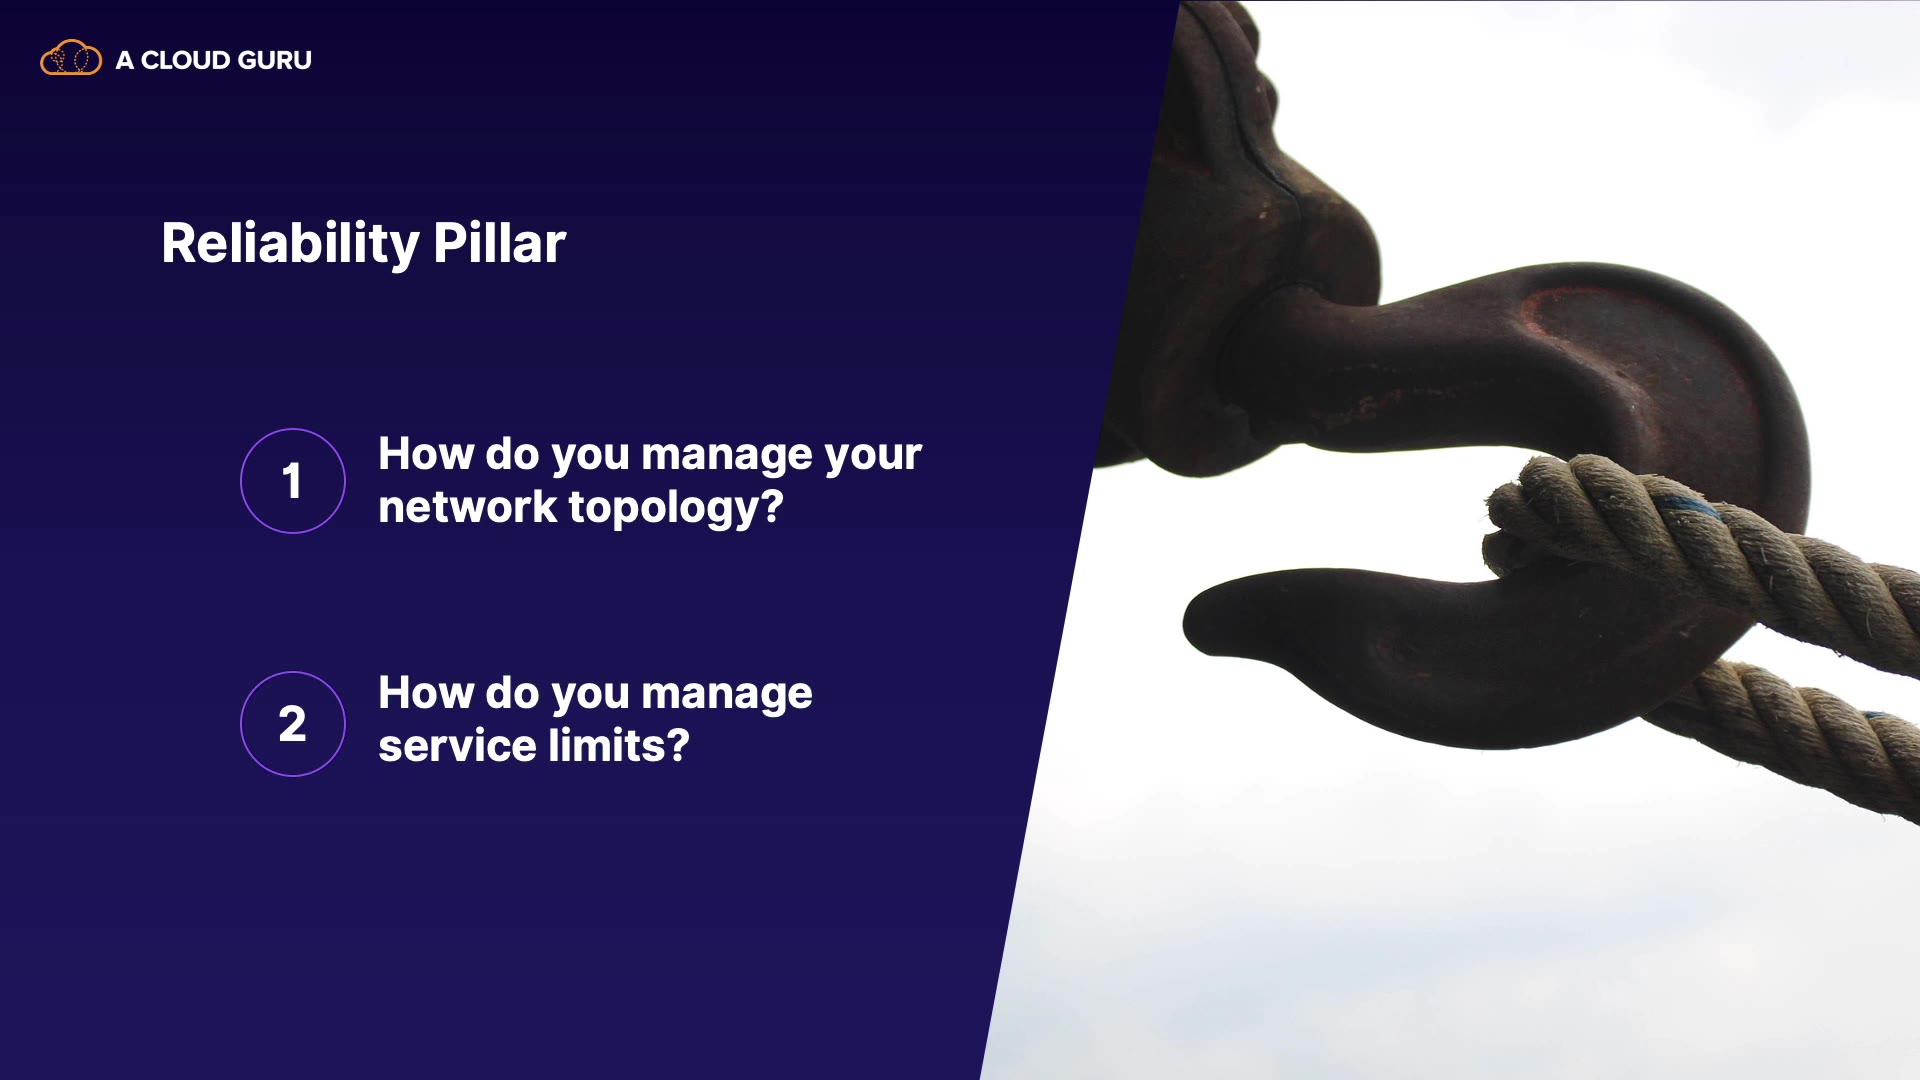 A CLOUD GURU
Reliability Pillar
1
How do you manage your
network topology?
2
How do you manage
service limits?